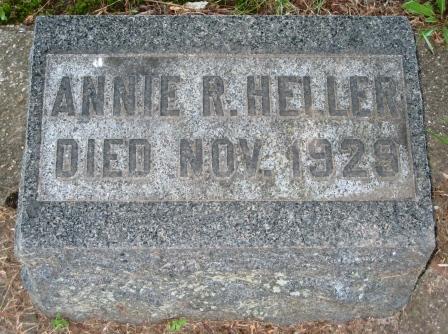 ANNIE R. HELLER
DIED NOV. 1929